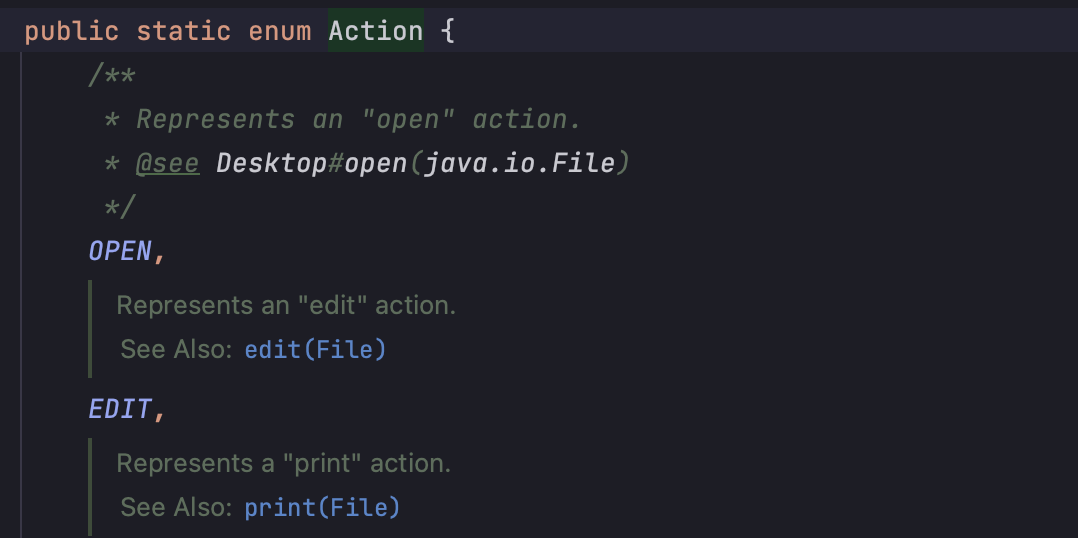 public static enum Action {
/**
* Represents an "open" action.
* @see Desktop#open(java.io.File)
*/
OPEN,
Represents an "edit" action.
See Also: edit(File)
EDIT,
Represents a "print" action.
See Also: print(File)